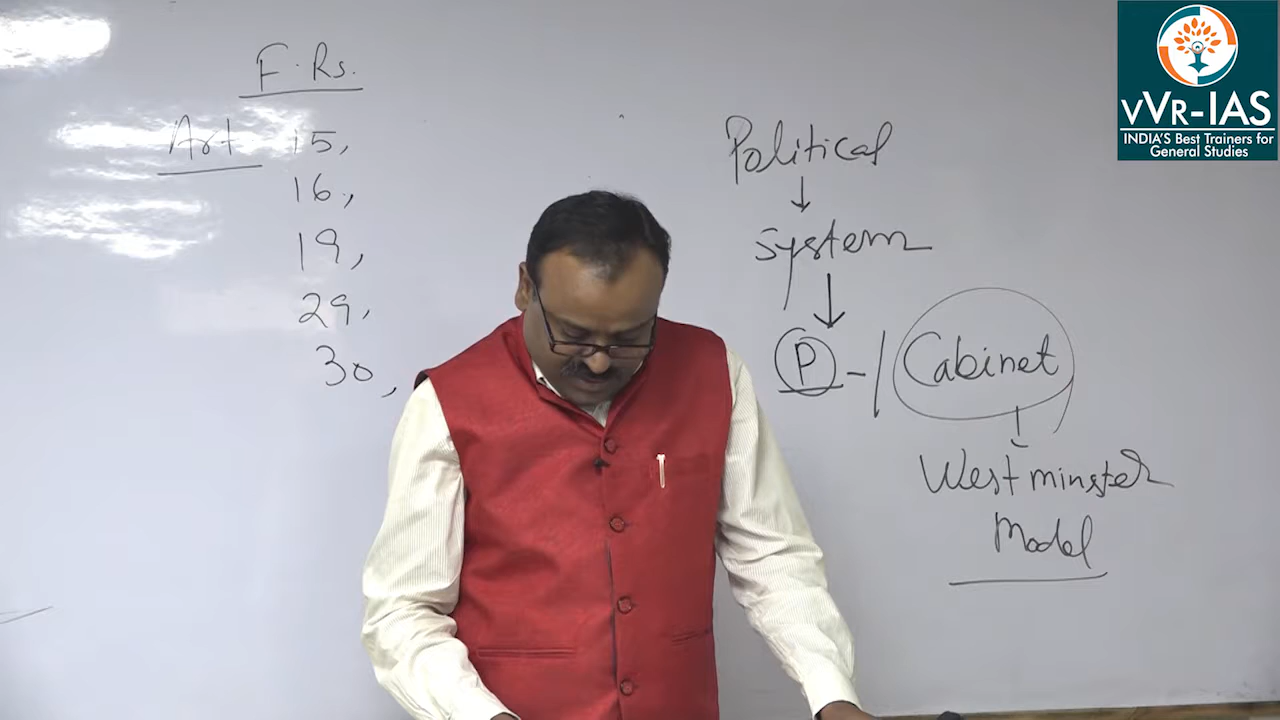 F. Rs.
Art 15,
16,
19,
29,
30,
Political
↓
System
↓
P - / Cabinet
↓
Westminster
Model
vVr-IAS
INDIA'S Best Trainers for
General Studies